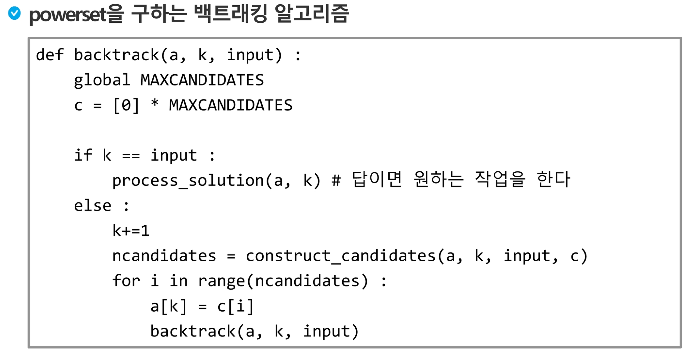 powerset을 구하는 백트래킹 알고리즘
def backtrack(a, k, input) :
    global MAXCANDIDATES
    c = [0] * MAXCANDIDATES

    if k == input :
        process_solution(a, k) # 답이면 원하는 작업을 한다
    else :
        k+=1
        ncandidates = construct_candidates(a, k, input, c)
        for i in range(ncandidates) :
            a[k] = c[i]
            backtrack(a, k, input)